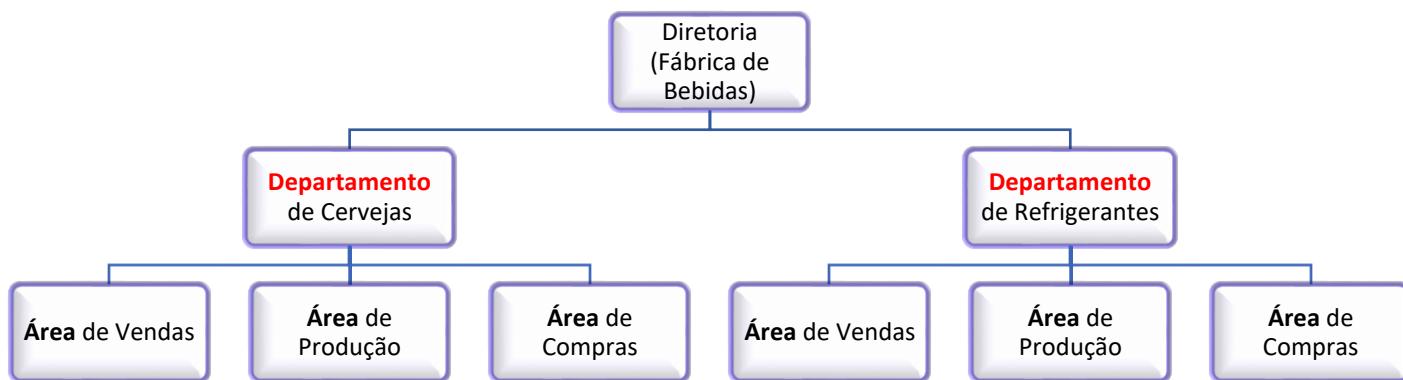 Diretoria
(Fábrica de
Bebidas)
Departamento
de Cervejas
Departamento
de Refrigerantes
Área de Vendas
Área de
Produção
Área de
Compras
Área de Vendas
Área de
Produção
Área de
Compras